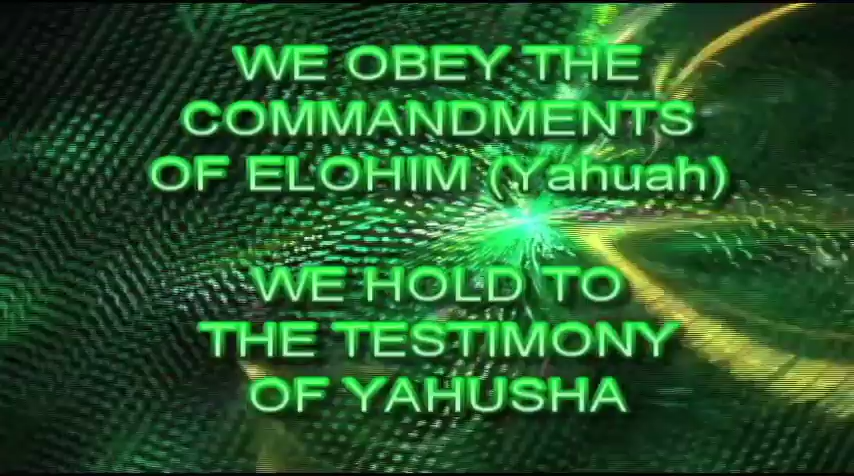 WE OBEY THE
COMMANDMENTS
OF ELOHIM (Yahuah)
WE HOLD TO
THE TESTIMONY
OF YAHUSHA